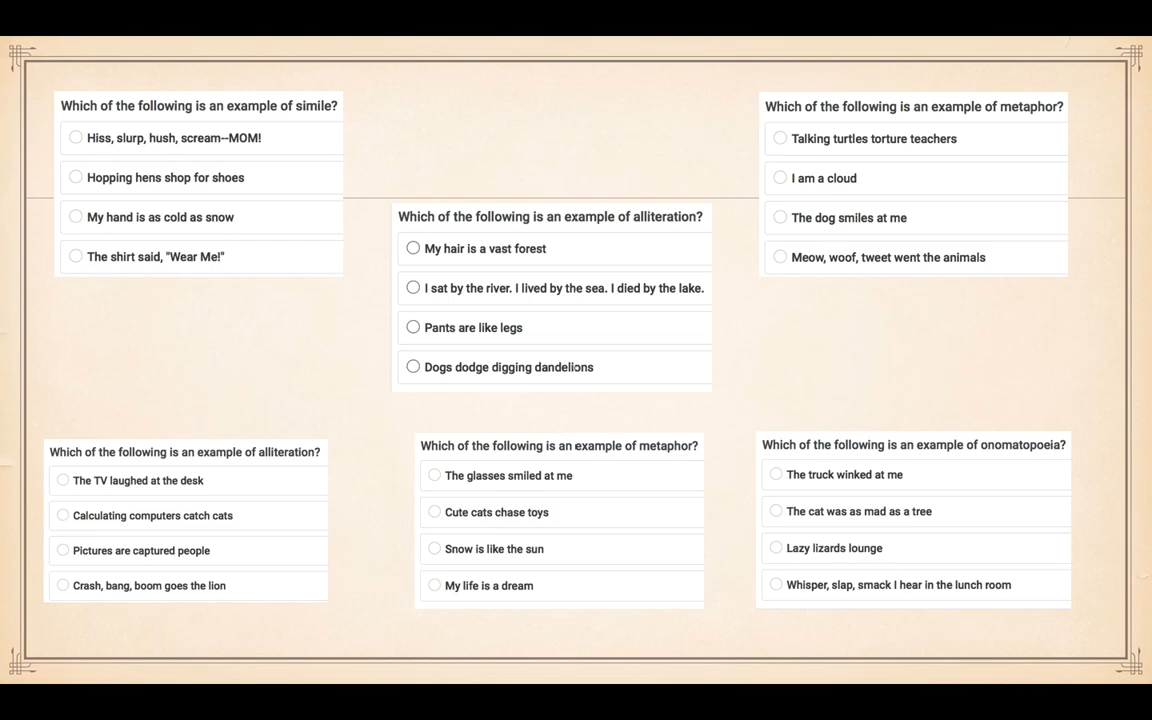 Which of the following is an example of simile?
Hiss, slurp, hush, scream--MOM!
Hopping hens shop for shoes
My hand is as cold as snow
The shirt said, "Wear Me!"
Which of the following is an example of alliteration?
My hair is a vast forest
I sat by the river. I lived by the sea. I died by the lake.
Pants are like legs
Dogs dodge digging dandelions
Which of the following is an example of metaphor?
Talking turtles torture teachers
I am a cloud
The dog smiles at me
Meow, woof, tweet went the animals
Which of the following is an example of alliteration?
The TV laughed at the desk
Calculating computers catch cats
Pictures are captured people
Crash, bang, boom goes the lion
Which of the following is an example of metaphor?
The glasses smiled at me
Cute cats chase toys
Snow is like the sun
My life is a dream
Which of the following is an example of onomatopoeia?
The truck winked at me
The cat was as mad as a tree
Lazy lizards lounge
Whisper, slap, smack I hear in the lunch room